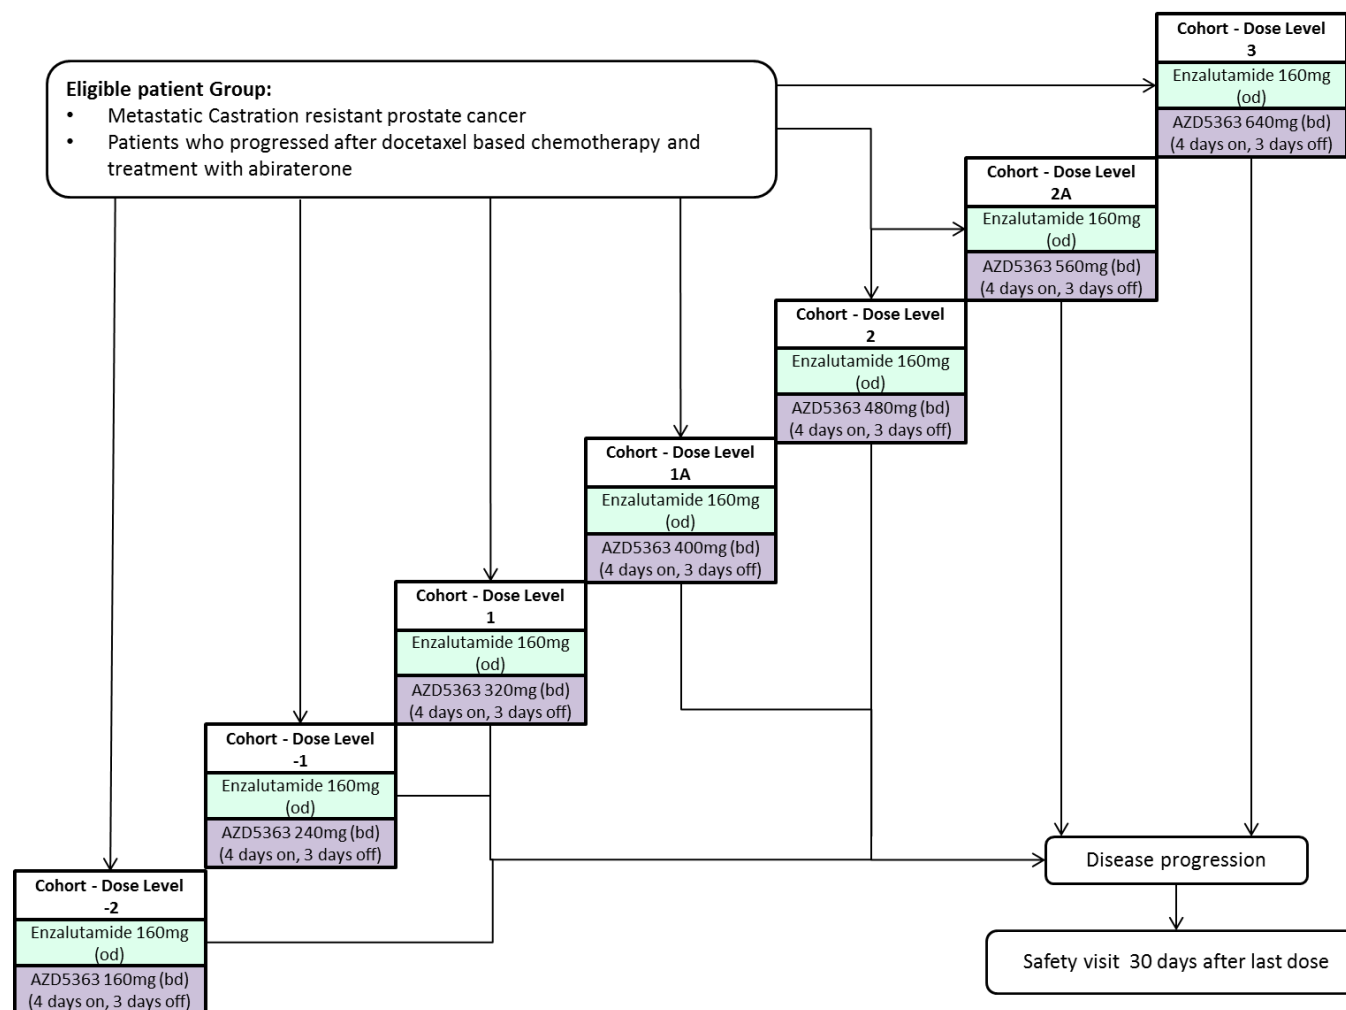 Eligible patient Group:
• Metastatic Castration resistant prostate cancer
• Patients who progressed after docetaxel based chemotherapy and
treatment with abiraterone
Cohort - Dose Level
3
Enzalutamide 160mg
(od)
AZD5363 640mg (bd)
(4 days on, 3 days off)
Cohort - Dose Level
2A
Enzalutamide 160mg
(od)
AZD5363 560mg (bd)
(4 days on, 3 days off)
Cohort - Dose Level
2
Enzalutamide 160mg
(od)
AZD5363 480mg (bd)
(4 days on, 3 days off)
Cohort - Dose Level
1A
Enzalutamide 160mg
(od)
AZD5363 400mg (bd)
(4 days on, 3 days off)
Cohort - Dose Level
1
Enzalutamide 160mg
(od)
AZD5363 320mg (bd)
(4 days on, 3 days off)
Cohort - Dose Level
-1
Enzalutamide 160mg
(od)
AZD5363 240mg (bd)
(4 days on, 3 days off)
Cohort - Dose Level
-2
Enzalutamide 160mg
(od)
AZD5363 160mg (bd)
(4 days on, 3 days off)
Disease progression
Safety visit 30 days after last dose